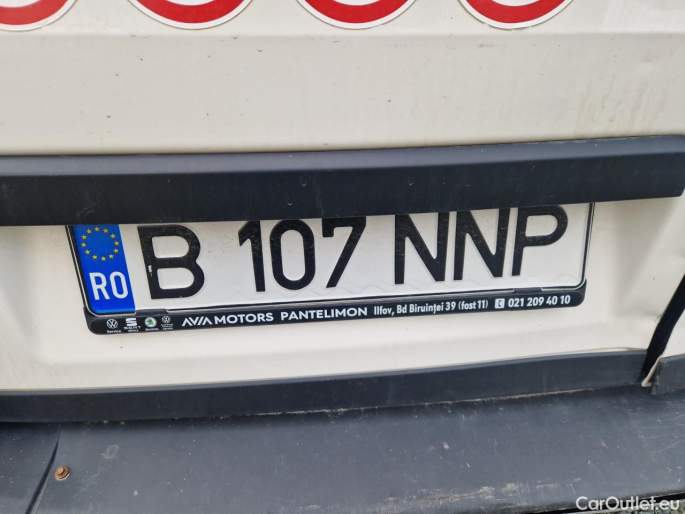 RO B 107 NNP
AVIA MOTORS PANTELIMON Ilfov, Bd Biruinței 39 (fost 11) 021 209 40 10
CarOutlet.eu